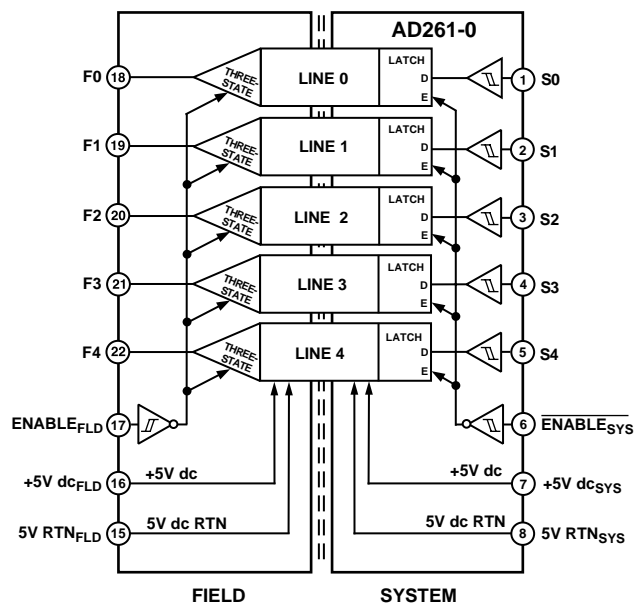 AD261-0
F0 18 THREE-STATE LINE 0 LATCH D E 1 S0
F1 19 THREE-STATE LINE 1 LATCH D E 2 S1
F2 20 THREE-STATE LINE 2 LATCH D E 3 S2
F3 21 THREE-STATE LINE 3 LATCH D E 4 S3
F4 22 THREE-STATE LINE 4 LATCH D E 5 S4
ENABLEFLD 17 6 ENABLESYS
+5V dcFLD 16 +5V dc +5V dc 7 +5V dcSYS
5V RTNFLD 15 5V dc RTN 5V dc RTN 8 5V RTNSYS
FIELD SYSTEM